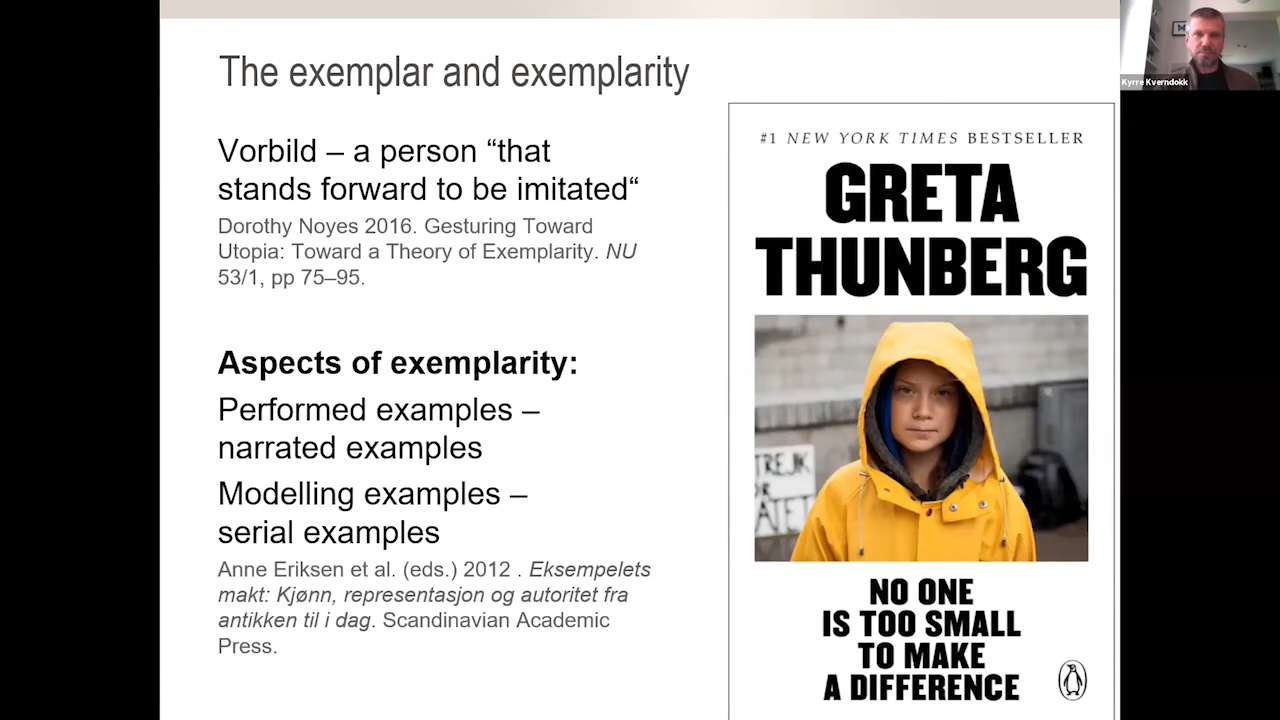 The exemplar and exemplarity
Vorbild – a person “that
stands forward to be imitated“
Dorothy Noyes 2016. Gesturing Toward
Utopia: Toward a Theory of Exemplarity. NU
53/1, pp 75–95.
Aspects of exemplarity:
Performed examples –
narrated examples
Modelling examples –
serial examples
Anne Eriksen et al. (eds.) 2012 . Eksempelets
makt: Kjønn, representasjon og autoritet fra
antikken til i dag. Scandinavian Academic
Press.
#1 NEW YORK TIMES BESTSELLER
GRETA
THUNBERG
TREJK
OR
ATET
NO ONE
IS TOO SMALL
TO MAKE
A DIFFERENCE
Kyrre Kverndokk